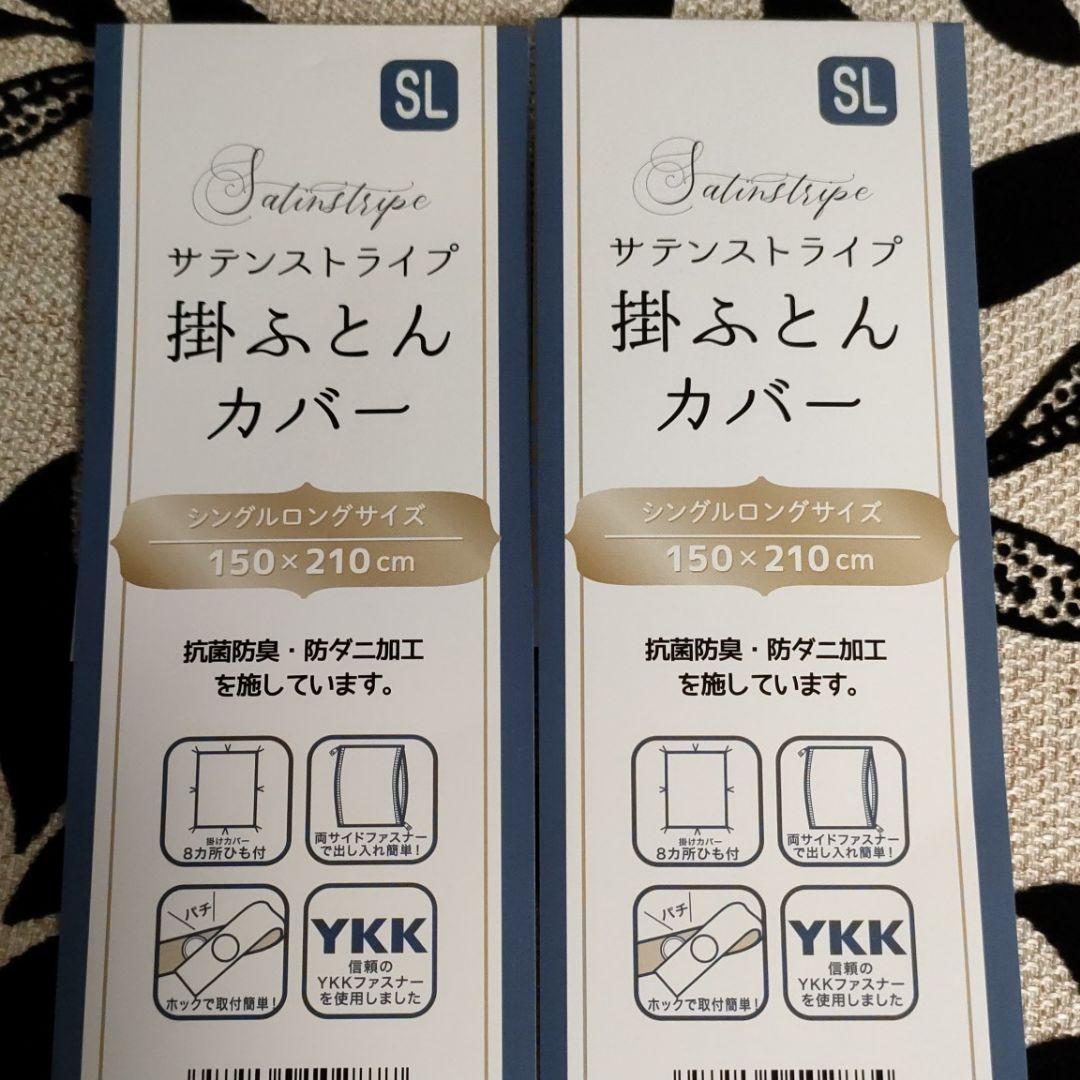 SL
Satinstripe
サテンストライプ
掛ふとん
カバー
シングルロングサイズ
150×210cm
抗菌防臭・防ダニ加工
を施しています。
掛けカバー
8カ所ひも付
両サイドファスナー
で出し入れ簡単!
パチ
ホックで取付簡単!
YKK
信頼の
YKKファスナー
を使用しました
SL
Satinstripe
サテンストライプ
掛ふとん
カバー
シングルロングサイズ
150×210cm
抗菌防臭・防ダニ加工
を施しています。
掛けカバー
8カ所ひも付
両サイドファスナー
で出し入れ簡単!
パチ
ホックで取付簡単!
YKK
信頼の
YKKファスナー
を使用しました